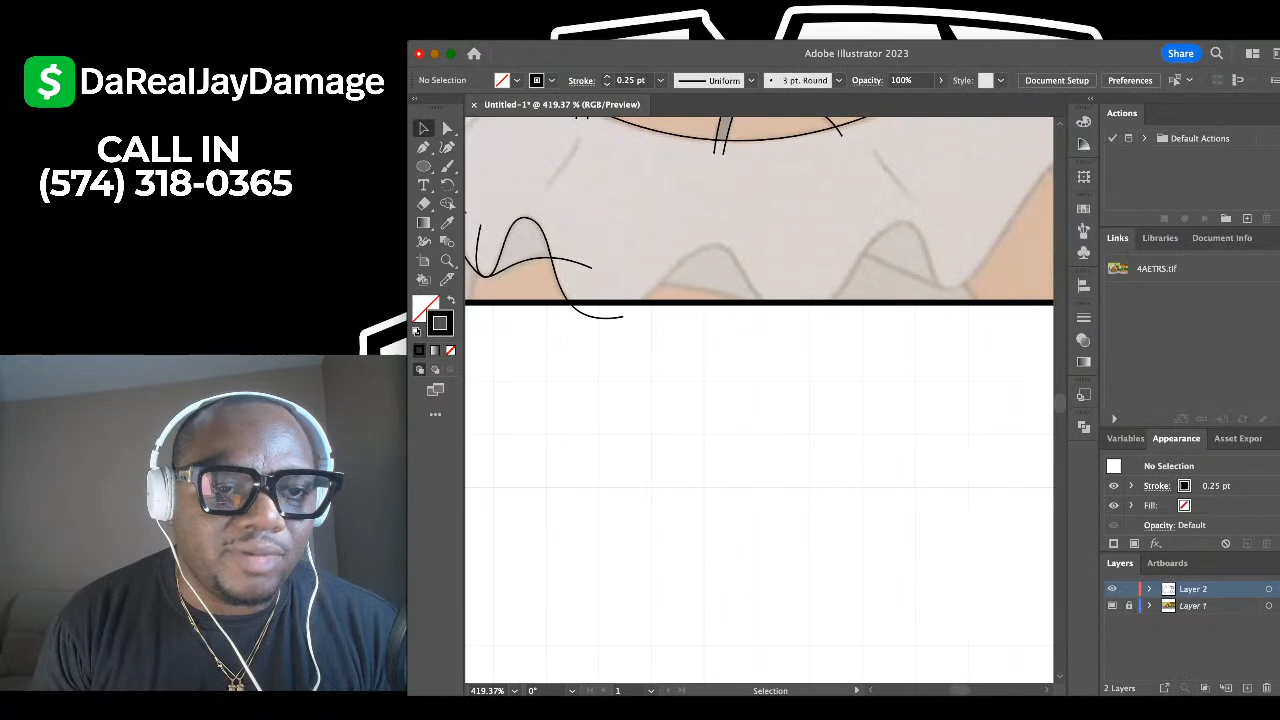 $ DaRealJayDamage
CALL IN
(574) 318-0365
Adobe Illustrator 2023
Share
No Selection
Stroke:
0.25 pt
Uniform
3 pt. Round
Opacity:
100%
Style:
Document Setup
Preferences
Untitled-1* @ 419.37 % (RGB/Preview)
Actions
Default Actions
Links
Libraries
Document Info
4AETRS.tif
Variables
Appearance
Asset Expor
No Selection
Stroke:
0.25 pt
Fill:
Opacity: Default
Layers
Artboards
Layer 2
Layer 1
419.37%
0°
1
Selection
2 Layers